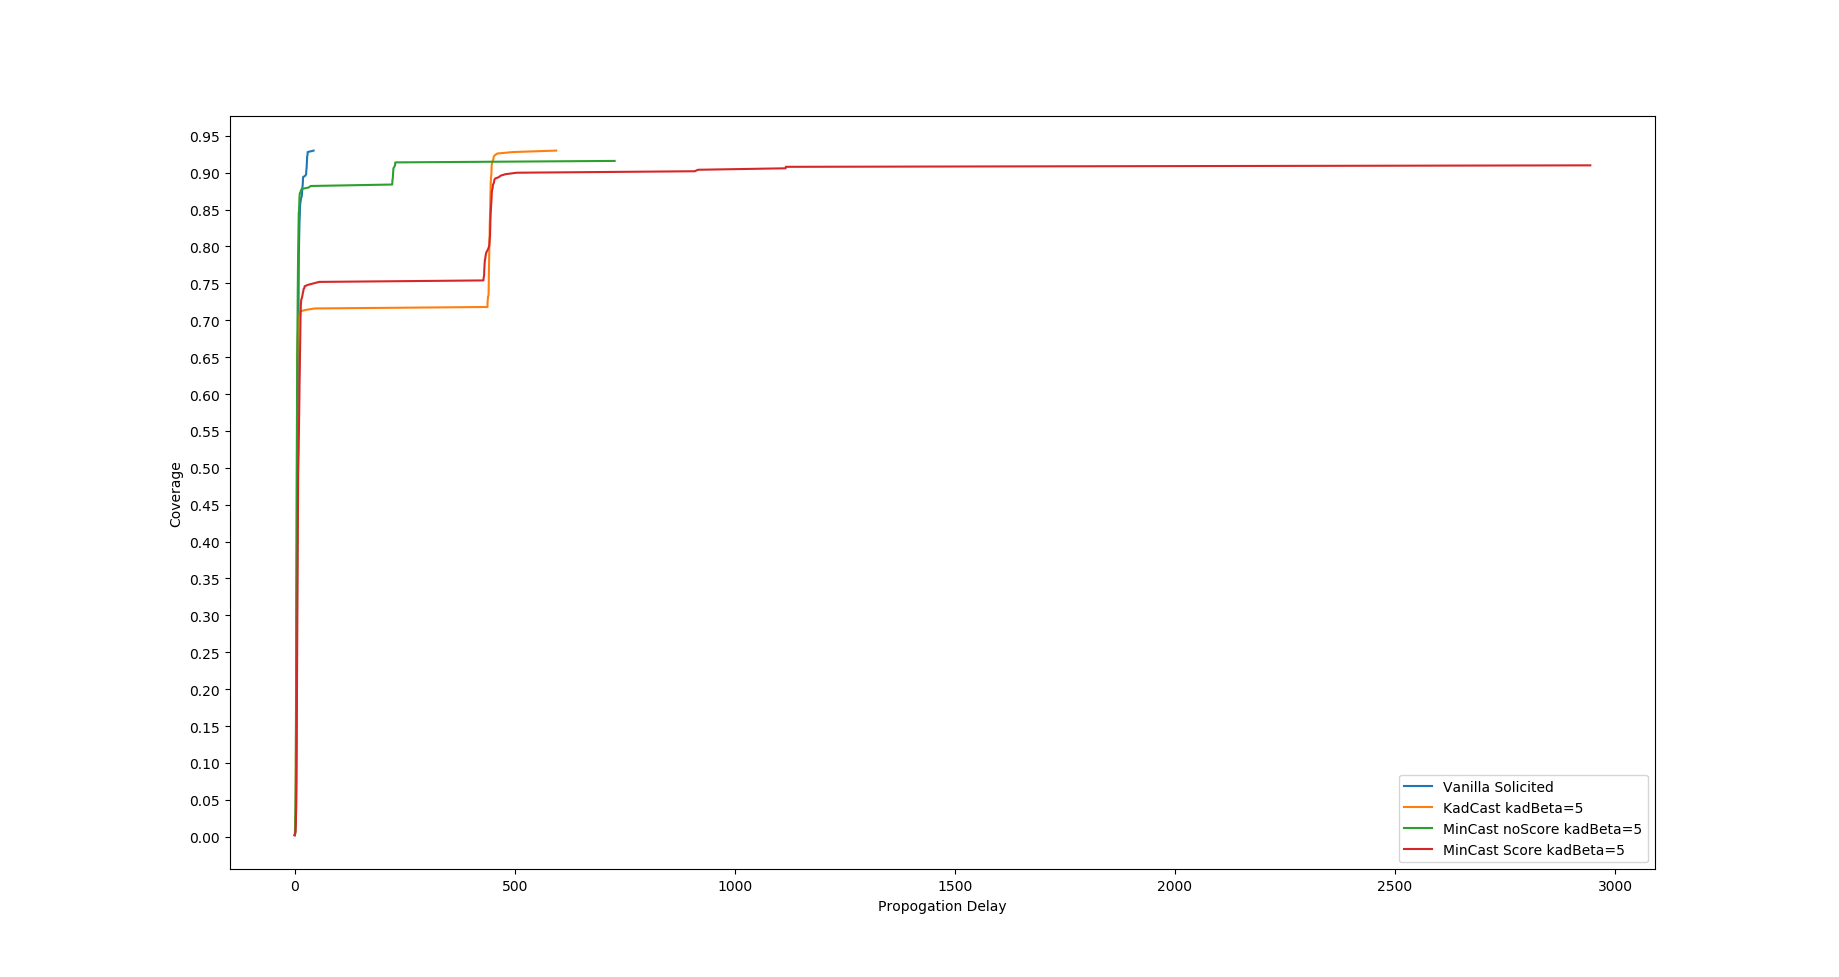 0.95
0.90
0.85
0.80
0.75
0.70
0.65
0.60
0.55
0.50
0.45
0.40
0.35
0.30
0.25
0.20
0.15
0.10
0.05
0.00
Coverage
0 500 1000 1500 2000 2500 3000
Propogation Delay
Vanilla Solicited
KadCast kadBeta=5
MinCast noScore kadBeta=5
MinCast Score kadBeta=5